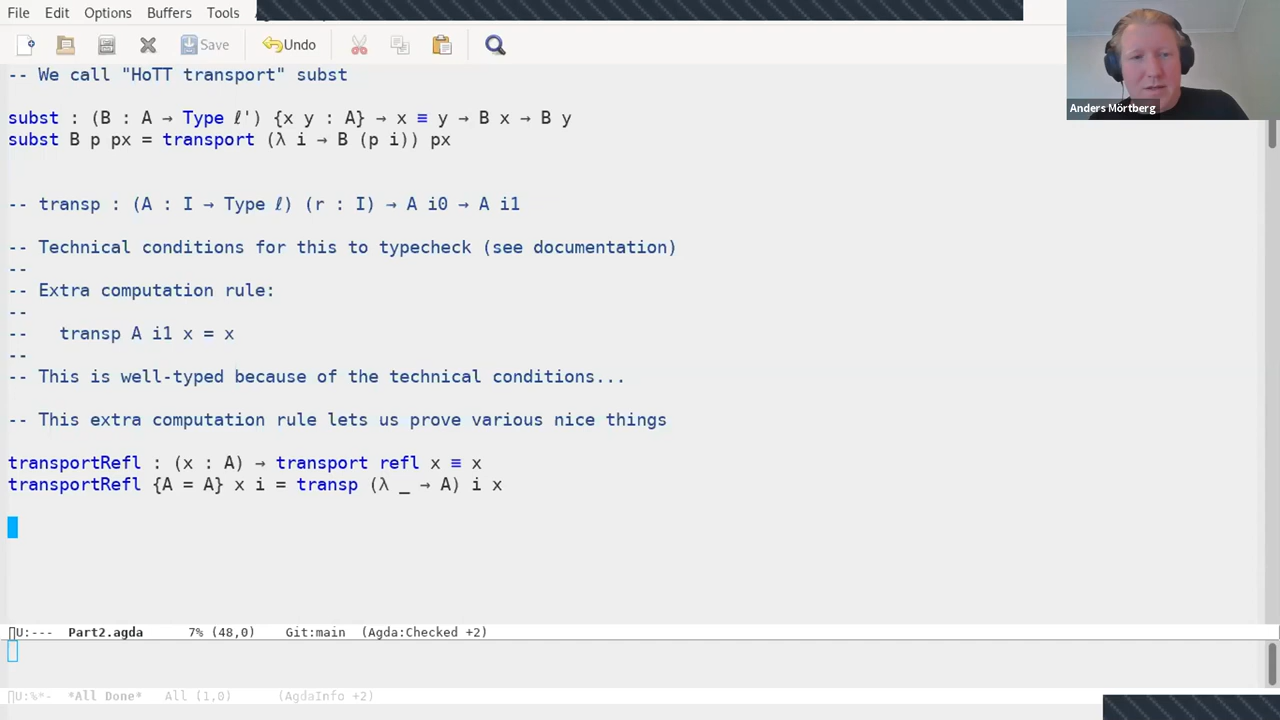 File Edit Options Buffers Tools
Save Undo
Anders Mörtberg
-- We call "HoTT transport" subst
subst : (B : A → Type ℓ') {x y : A} → x ≡ y → B x → B y
subst B p px = transport (λ i → B (p i)) px
-- transp : (A : I → Type ℓ) (r : I) → A i0 → A i1
-- Technical conditions for this to typecheck (see documentation)
--
-- Extra computation rule:
--
--   transp A i1 x = x
--
-- This is well-typed because of the technical conditions...
-- This extra computation rule lets us prove various nice things
transportRefl : (x : A) → transport refl x ≡ x
transportRefl {A = A} x i = transp (λ _ → A) i x
U:--- Part2.agda 7% (48,0) Git:main (Agda:Checked +2)
U:%*- *All Done* All (1,0) (AgdaInfo +2)